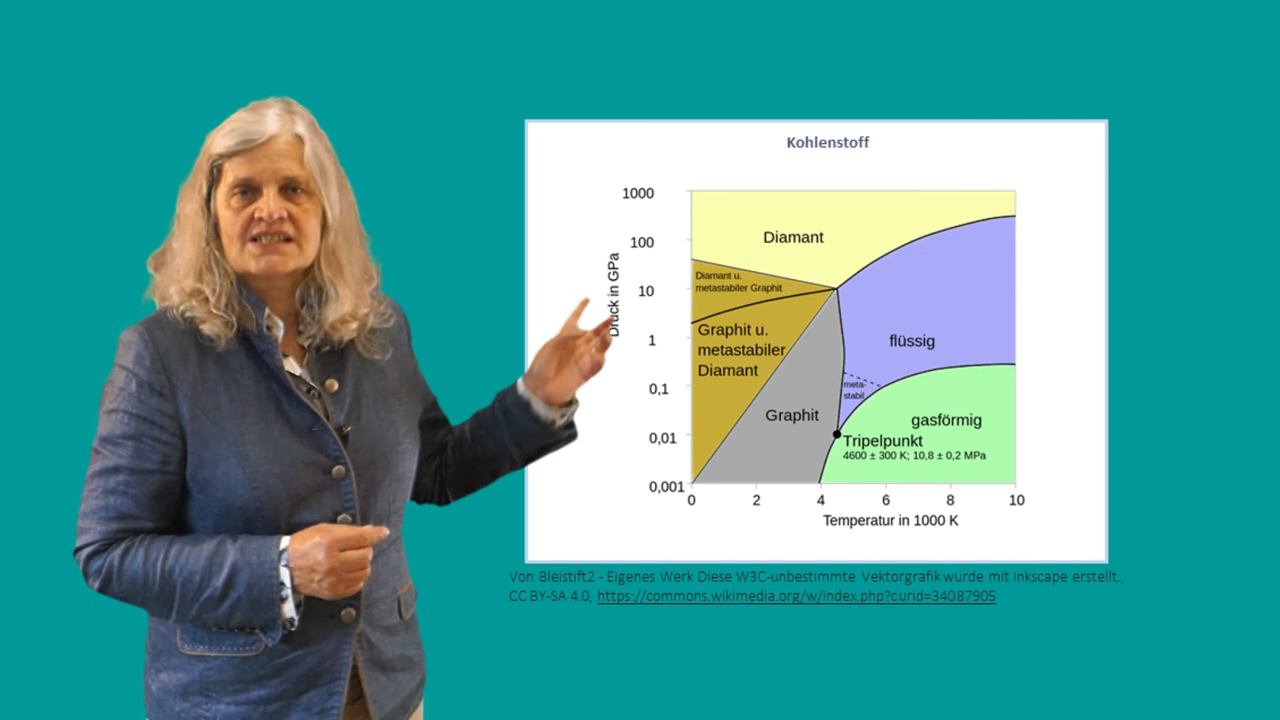 Kohlenstoff
1000
100
10
1
0,1
0,01
0,001
Druck in GPa
Diamant
Diamant u.
metastabiler Graphit
Graphit u.
metastabiler
Diamant
Graphit
flüssig
meta-
stabil
gasförmig
Tripelpunkt
4600 ± 300 K; 10,8 ± 0,2 MPa
0 2 4 6 8 10
Temperatur in 1000 K
Von Bleistift2 - Eigenes Werk Diese W3C-unbestimmte Vektorgrafik wurde mit Inkscape erstellt.,
CC BY-SA 4.0, https://commons.wikimedia.org/w/index.php?curid=34087905